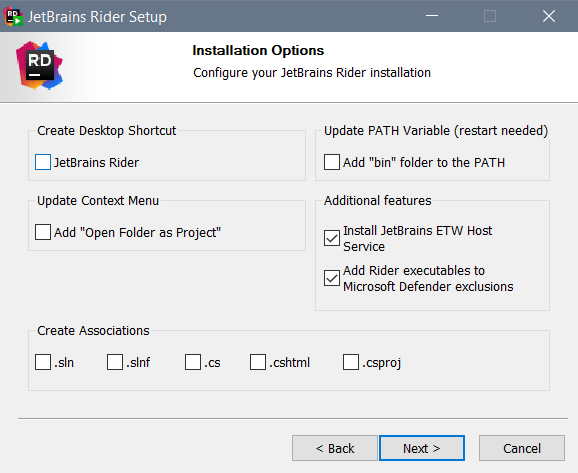 JetBrains Rider Setup
RD
Installation Options
Configure your JetBrains Rider installation
Create Desktop Shortcut
JetBrains Rider
Update PATH Variable (restart needed)
Add "bin" folder to the PATH
Update Context Menu
Add "Open Folder as Project"
Additional features
Install JetBrains ETW Host
Service
Add Rider executables to
Microsoft Defender exclusions
Create Associations
.sln .slnf .cs .cshtml .csproj
< Back Next > Cancel